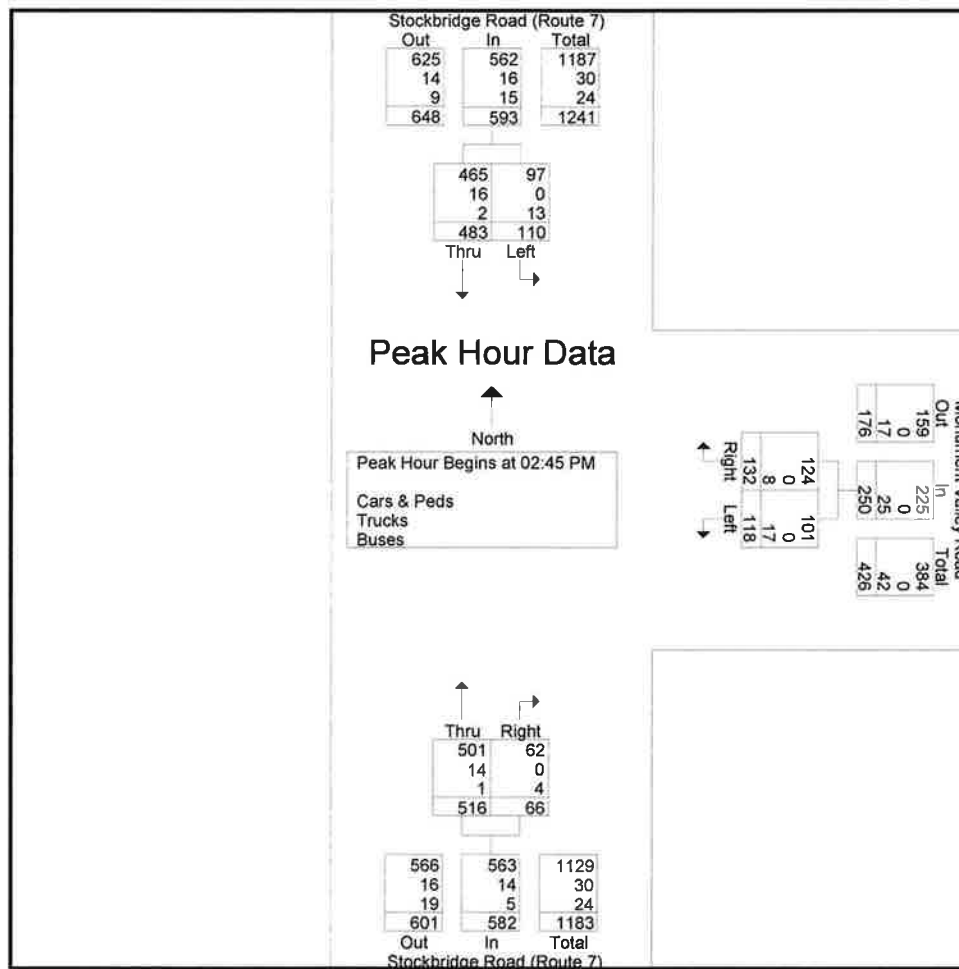 Stockbridge Road (Route 7)
Out In Total
625 562 1187
14 16 30
9 15 24
648 593 1241
465 97
16 0
2 13
483 110
Thru Left
Peak Hour Data
North
Peak Hour Begins at 02:45 PM
Cars & Peds
Trucks
Buses
Monument Valley Road
Out In Total
159 225 384
0 0 0
17 25 42
176 250 426
124 101
0 0
8 17
132 118
Right Left
Thru Right
501 62
14 0
1 4
516 66
566 563 1129
16 14 30
19 5 24
601 582 1183
Out In Total
Stockbridge Road (Route 7)